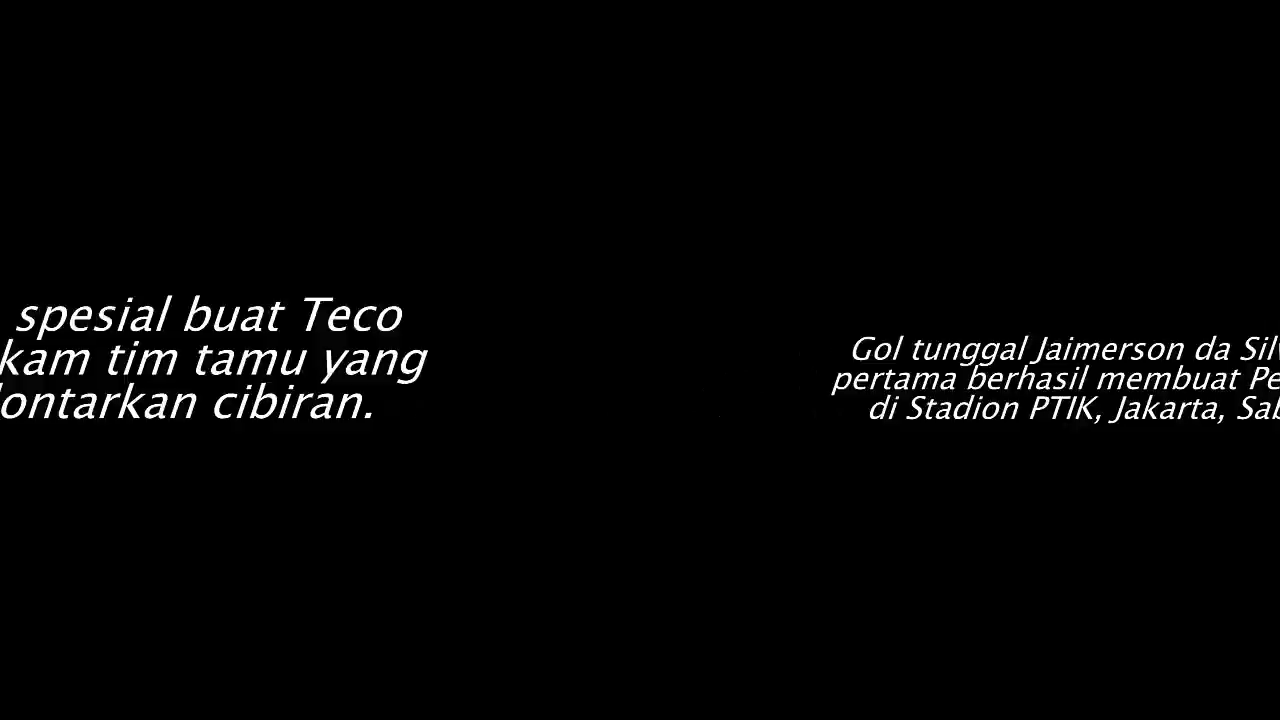 spesial buat Teco
kam tim tamu yang
lontarkan cibiran.
Gol tunggal Jaimerson da Silv
pertama berhasil membuat Pe
di Stadion PTIK, Jakarta, Sab